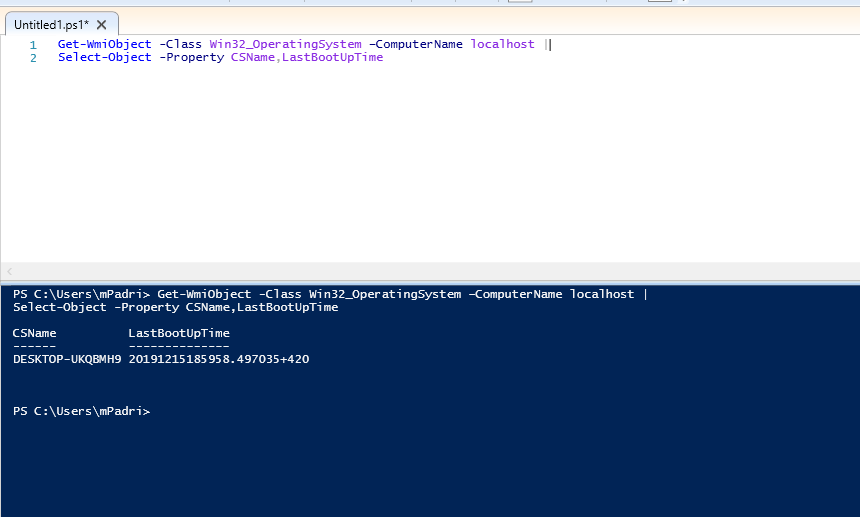 Untitled1.ps1* X
1 Get-WmiObject -Class Win32_OperatingSystem -ComputerName localhost |
2 Select-Object -Property CSName,LastBootUpTime
PS C:\Users\mPadri> Get-WmiObject -Class Win32_OperatingSystem -ComputerName localhost |
Select-Object -Property CSName,LastBootUpTime
CSName LastBootUpTime
------ --------------
DESKTOP-UKQBMH9 20191215185958.497035+420
PS C:\Users\mPadri>